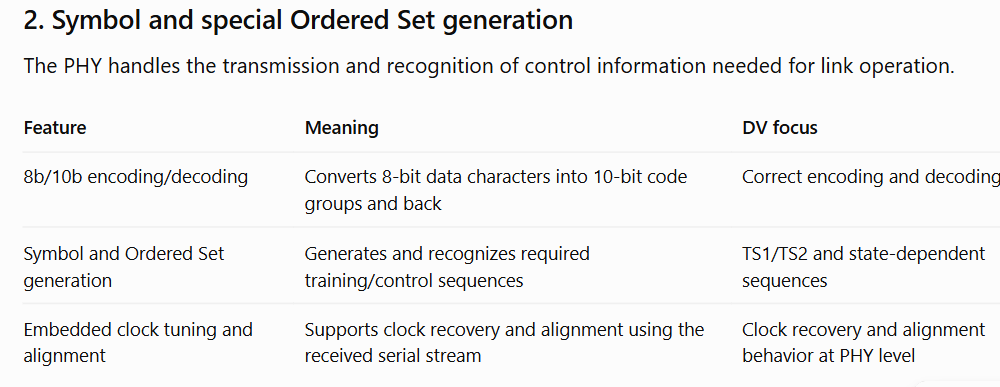 2. Symbol and special Ordered Set generation
The PHY handles the transmission and recognition of control information needed for link operation.
Feature Meaning DV focus
8b/10b encoding/decoding Converts 8-bit data characters into 10-bit code Correct encoding and decoding
groups and back
Symbol and Ordered Set Generates and recognizes required TS1/TS2 and state-dependent
generation training/control sequences sequences
Embedded clock tuning and Supports clock recovery and alignment using the Clock recovery and alignment
alignment received serial stream behavior at PHY level